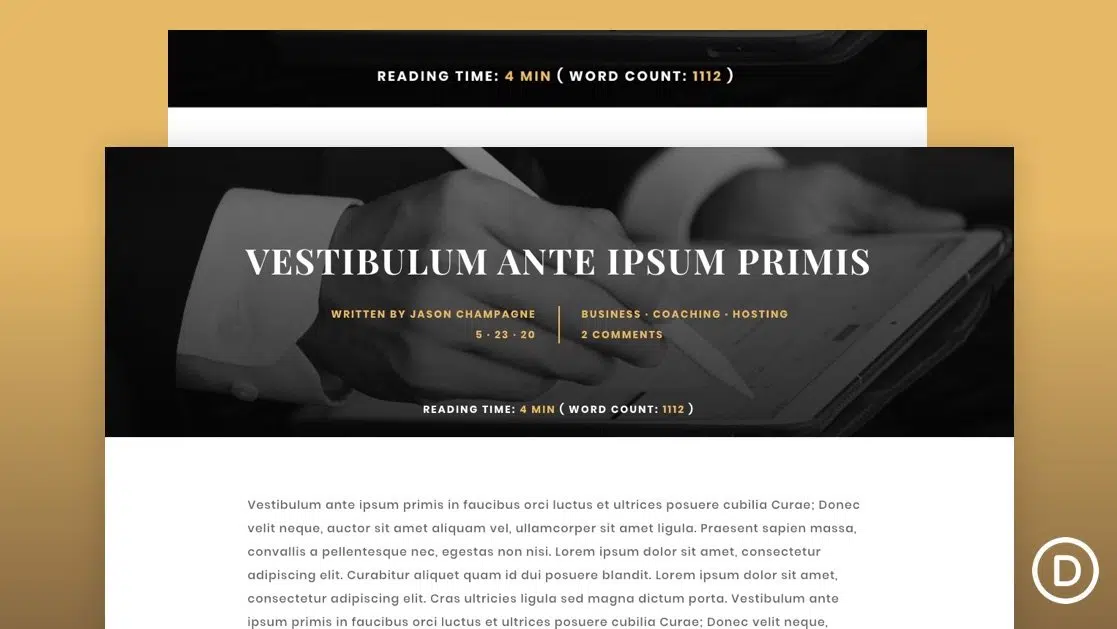 READING TIME: 4 MIN ( WORD COUNT: 1112 )
VESTIBULUM ANTE IPSUM PRIMIS
WRITTEN BY JASON CHAMPAGNE
5 · 23 · 20
BUSINESS · COACHING · HOSTING
2 COMMENTS
READING TIME: 4 MIN ( WORD COUNT: 1112 )
Vestibulum ante ipsum primis in faucibus orci luctus et ultrices posuere cubilia Curae; Donec
velit neque, auctor sit amet aliquam vel, ullamcorper sit amet ligula. Praesent sapien massa,
convallis a pellentesque nec, egestas non nisi. Lorem ipsum dolor sit amet, consectetur
adipiscing elit. Curabitur aliquet quam id dui posuere blandit. Lorem ipsum dolor sit amet,
consectetur adipiscing elit. Cras ultricies ligula sed magna dictum porta. Vestibulum ante
ipsum primis in faucibus orci luctus et ultrices posuere cubilia Curae; Donec velit neque,
D